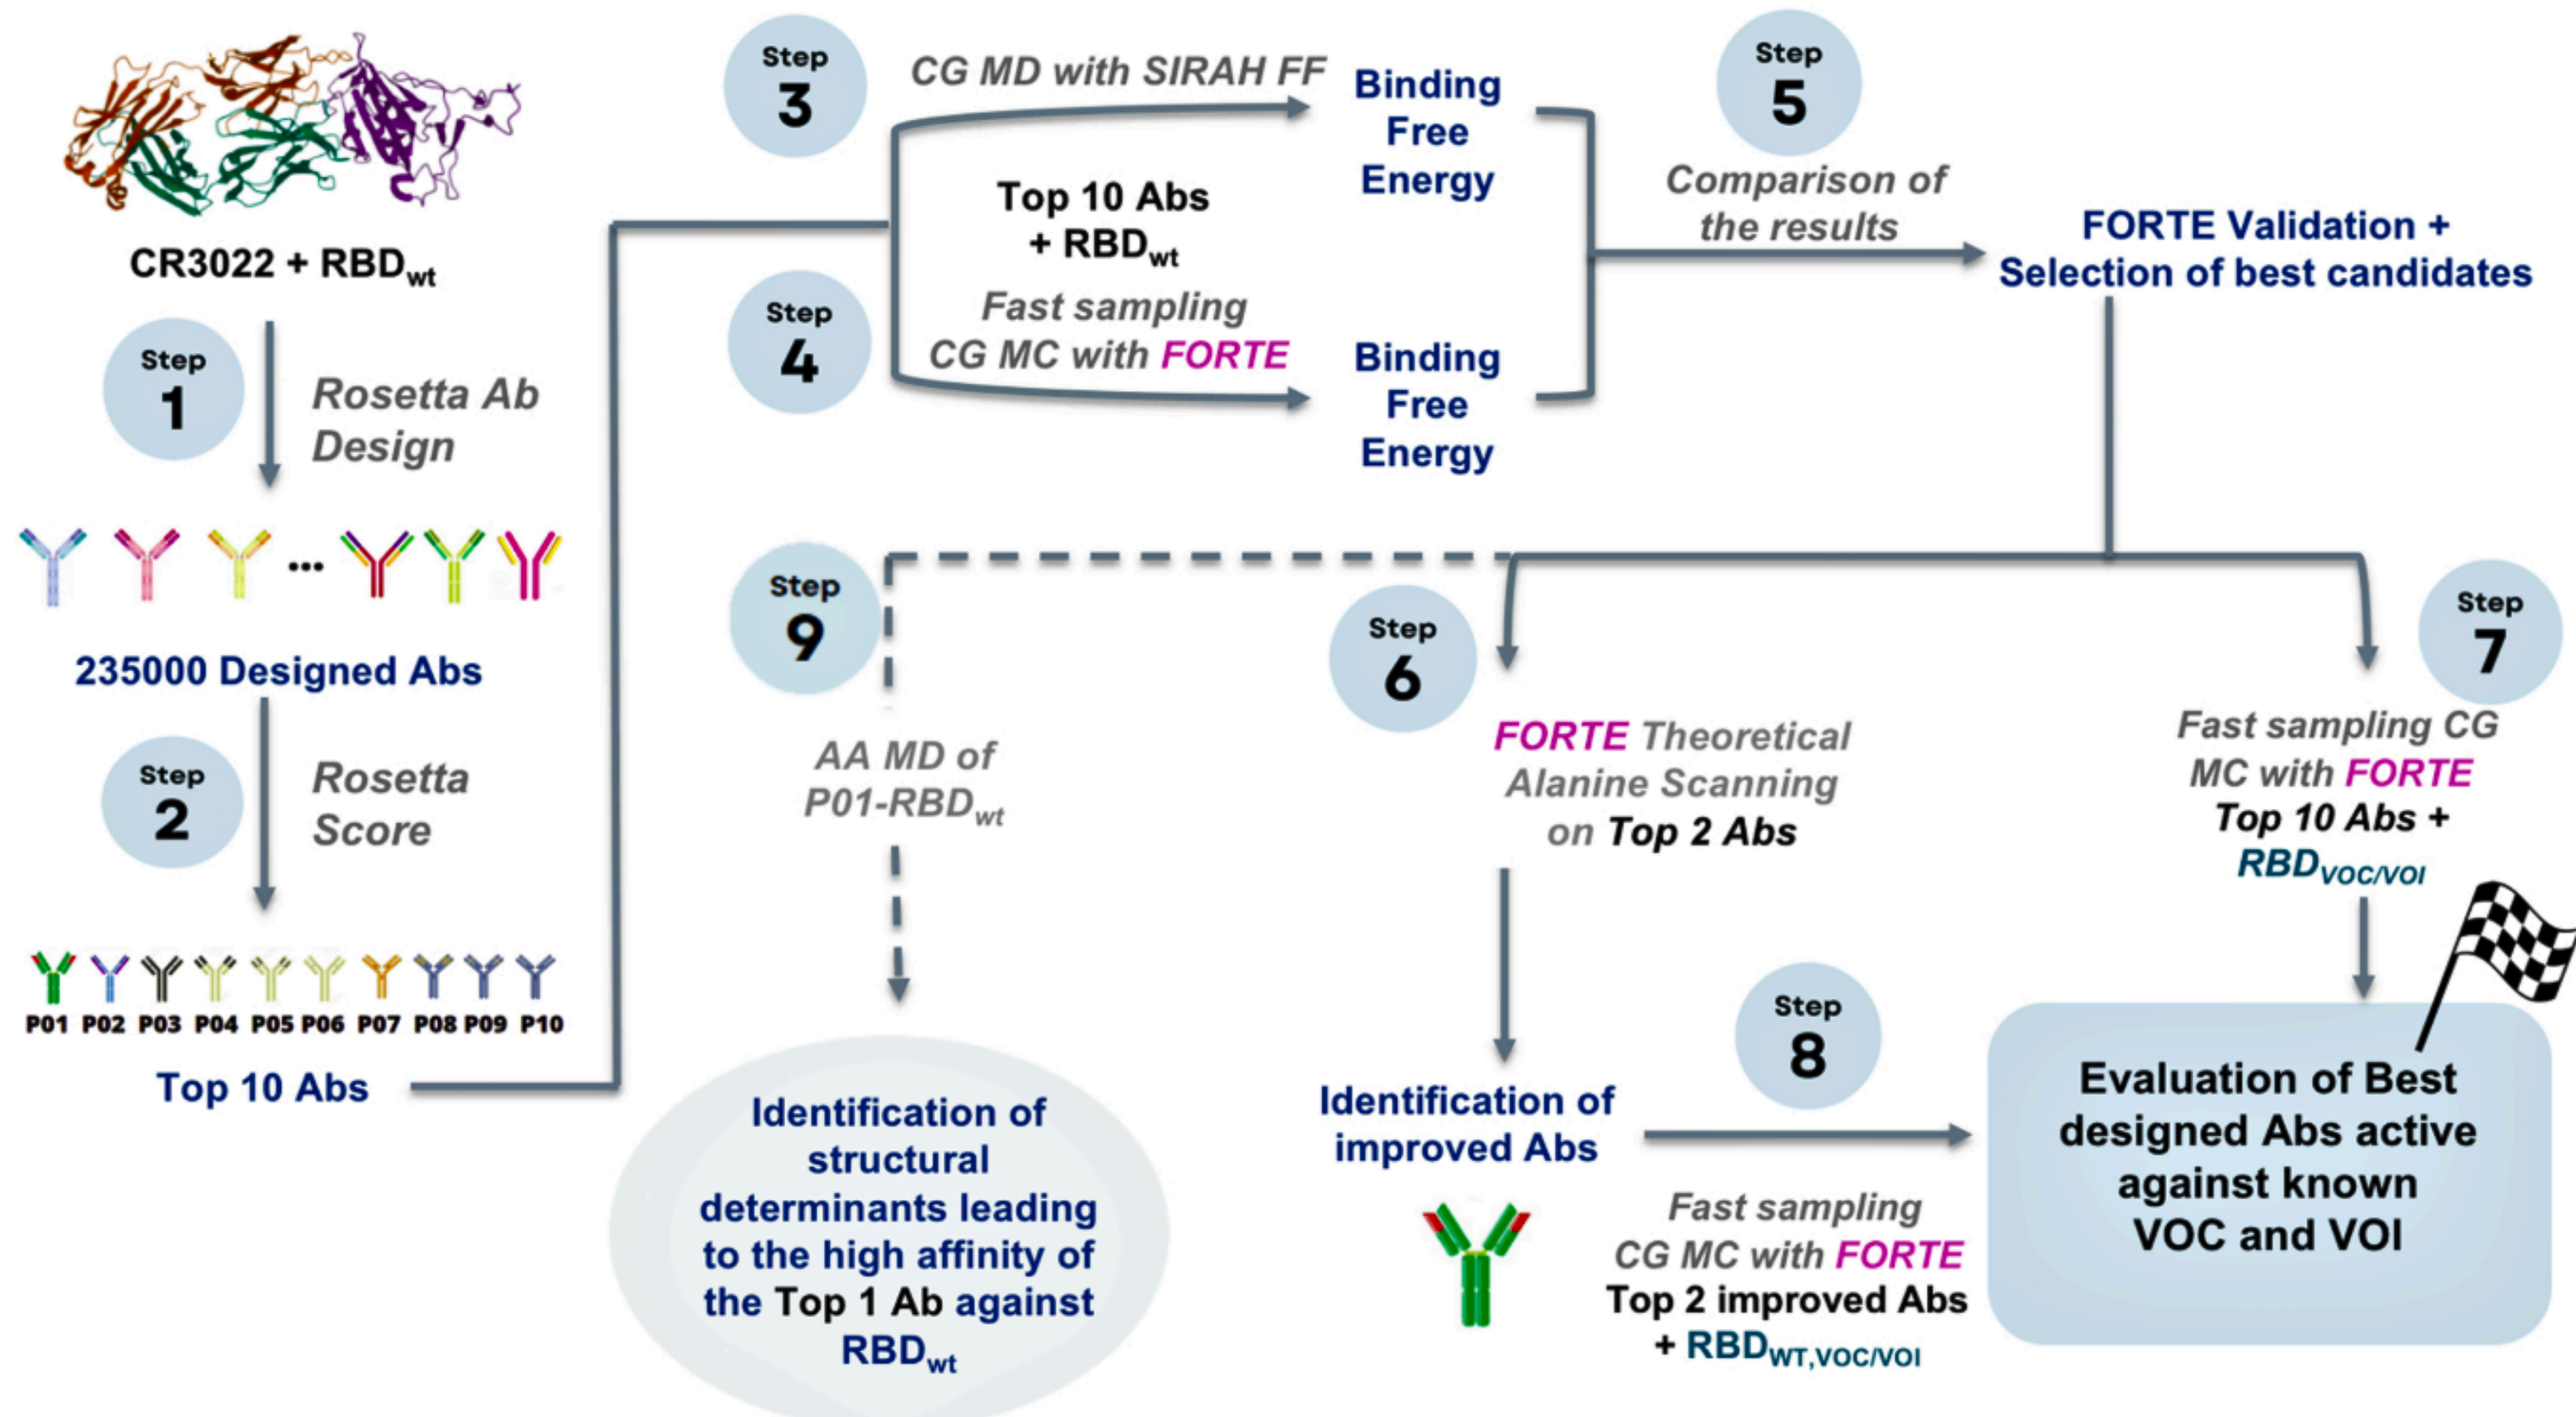 CR3022 + RBDwt
Step
1
Rosetta Ab
Design
...
235000 Designed Abs
Step
2
Rosetta
Score
P01 P02 P03 P04 P05 P06 P07 P08 P09 P10
Top 10 Abs
Step
3
CG MD with SIRAH FF
Binding
Free
Energy
Top 10 Abs
+ RBDwt
Step
4
Fast sampling
CG MC with FORTE
Binding
Free
Energy
Step
5
Comparison of
the results
FORTE Validation +
Selection of best candidates
Step
6
FORTE Theoretical
Alanine Scanning
on Top 2 Abs
Identification of
improved Abs
Step
7
Fast sampling CG
MC with FORTE
Top 10 Abs +
RBDVOC/VOI
Step
8
Fast sampling
CG MC with FORTE
Top 2 improved Abs
+ RBDWT,VOC/VOI
Evaluation of Best
designed Abs active
against known
VOC and VOI
Step
9
AA MD of
P01-RBDwt
Identification of
structural
determinants leading
to the high affinity of
the Top 1 Ab against
RBDwt